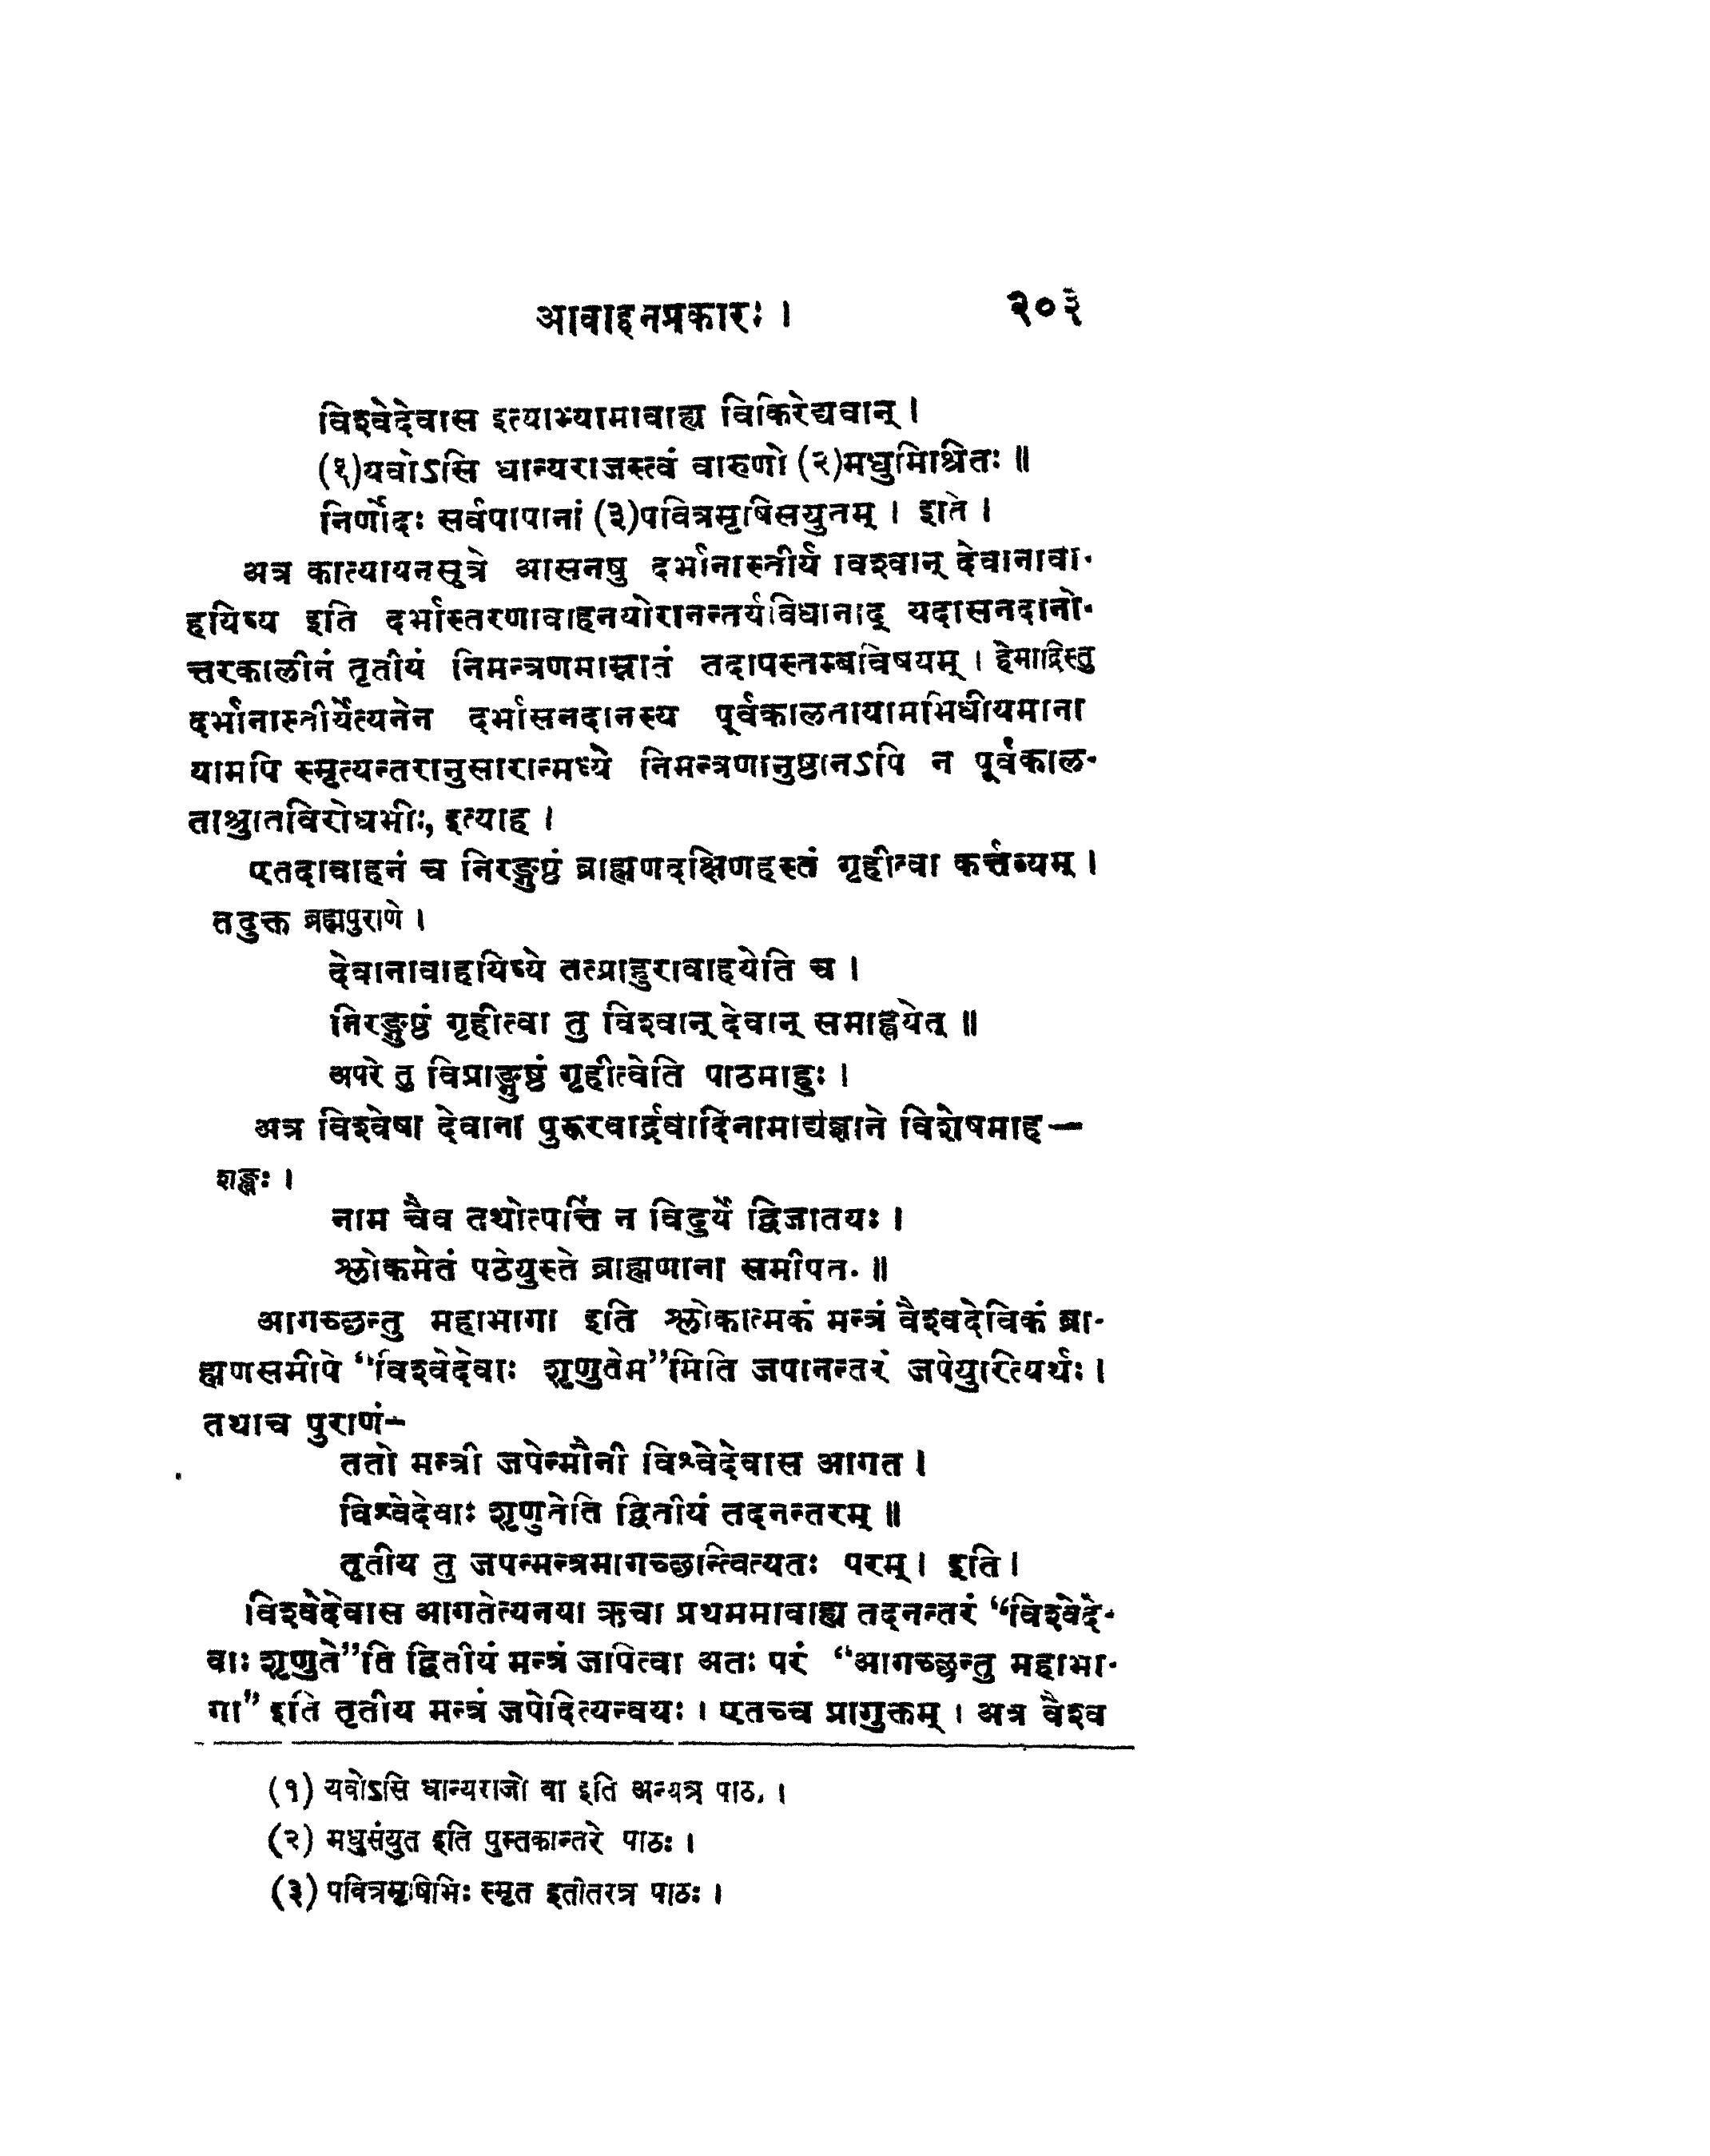 आवाहनप्रकारः । २०३
विश्वेदेवास इत्याभ्यामावाह्य विकिरेद्यवान् ।
(१)यवोऽसि धान्यराजस्त्वं वारुणो (२)मधुमिश्रितः ॥
निर्णोदः सर्वपापानां (३)पवित्रमृषिसयुतम् । इति ।
अत्र कात्यायनसूत्रे आसनषु दर्भानास्तीर्य विश्वान् देवानावा-
हयिष्य इति दर्भास्तरणावाहनयोरानन्तर्यविधानाद् यदासनदानो-
त्तरकालीनं तृतीयं निमन्त्रणमाम्नातं तदापस्तम्बविषयम् । हेमाद्रिस्तु
दर्भानास्तीर्येत्यनेन दर्भासनदानस्य पूर्वकालतायामभिधीयमाना
यामपि स्मृत्यन्तरानुसारान्मध्ये निमन्त्रणानुष्ठानऽपि न पूर्वकाल-
ताश्रुतिविरोधभीः, इत्याह ।
एतदावाहनं च निरङ्गुष्ठं ब्राह्मणदक्षिणहस्तं गृहीत्वा कर्त्तव्यम् ।
तदुक्त ब्रह्मपुराणे ।
देवानावाहयिष्ये तत्प्राहुरावाहयेति च ।
निरङ्गुष्ठं गृहीत्वा तु विश्वान् देवान् समाह्वयेत् ॥
अपरे तु विप्राङ्गुष्ठं गृहीत्वेति पाठमाहुः ।
अत्र विश्वेषा देवाना पुरूरवार्द्रवादिनामाद्यज्ञाने विशेषमाह—
शङ्खः ।
नाम चैव तथोत्पत्तिं न विदुर्ये द्विजातयः ।
श्लोकमेतं पठेयुस्ते ब्राह्मणाना समीपत. ॥
आगच्छन्तु महाभागा इति श्लोकात्मकं मन्त्रं वैश्वदेविकं ब्रा-
ह्मणसमीपे “विश्वेदेवाः शृणुतेम”मिति जपानन्तरं जपेयुरित्यर्थः ।
तथाच पुराणं–
ततो मन्त्री जपेन्मौनी विश्वेदेवास आगत ।
विश्वेदेवाः शृणुतेति द्वितीयं तदनन्तरम् ॥
तृतीय तु जपन्मन्त्रमागच्छन्त्वित्यतः परम् । इति ।
विश्वेदेवास आगतेत्यनया ऋचा प्रथममावाह्य तदनन्तरं “विश्वेदे-
वाः शृणुते”ति द्वितीयं मन्त्रं जपित्वा अतः परं “आगच्छन्तु महाभा-
गा” इति तृतीय मन्त्रं जपेदित्यन्वयः । एतच्च प्रागुक्तम् । अत्र वैश्व
(१) यवोऽसि धान्यराजो वा इति अन्यत्र पाठ. ।
(२) मधुसंयुत इति पुस्तकान्तरे पाठः ।
(३) पवित्रमृषिभिः स्मृत इतीतरत्र पाठः ।